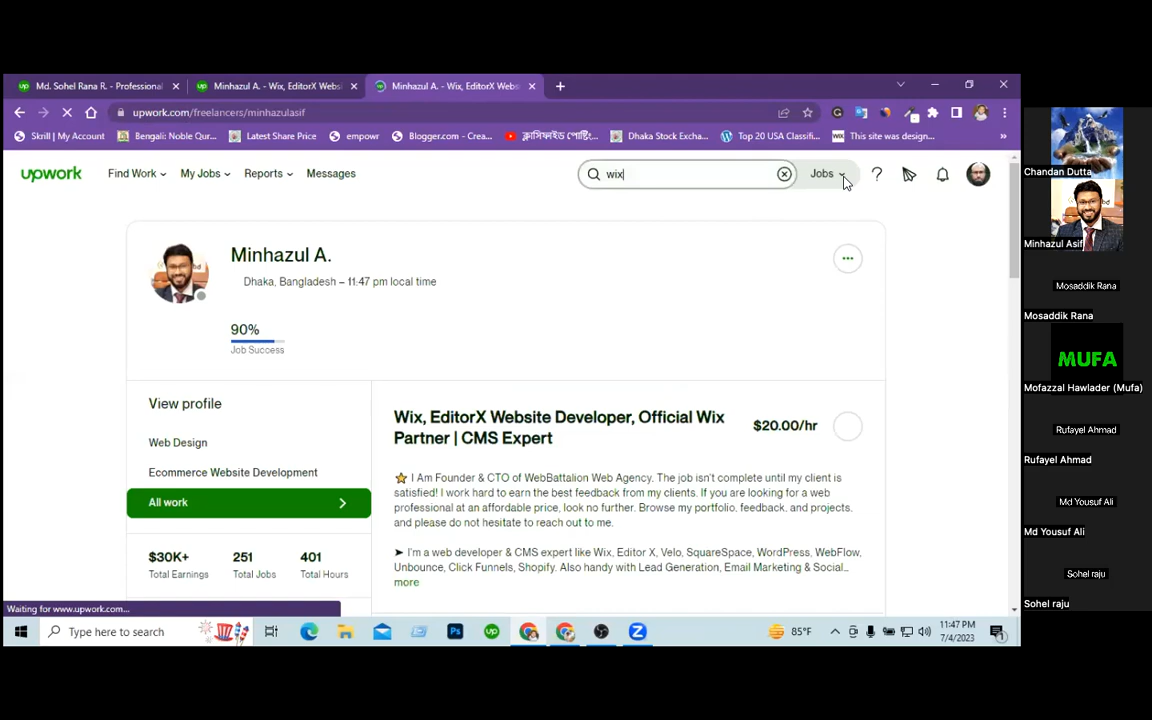 Md. Sohel Rana R. - Professional
Minhazul A. - Wix, EditorX Websi
Minhazul A. - Wix, EditorX Webs
upwork.com/freelancers/minhazulasif
Skrill | My Account
Bengali: Noble Qur...
Latest Share Price
empowr
Blogger.com - Crea...
ক্লাসিফাইড পোষ্টিং...
Dhaka Stock Excha...
Top 20 USA Classifi...
This site was design...
upwork
Find Work
My Jobs
Reports
Messages
wix
Jobs
Minhazul A.
Dhaka, Bangladesh – 11:47 pm local time
90%
Job Success
View profile
Web Design
Ecommerce Website Development
All work
$30K+
251
401
Total Earnings
Total Jobs
Total Hours
Wix, EditorX Website Developer, Official Wix
Partner | CMS Expert
$20.00/hr
⭐ I Am Founder & CTO of WebBattalion Web Agency. The job isn't complete until my client is
satisfied! I work hard to earn the best feedback from my clients. If you are looking for a web
professional at an affordable price, look no further. Browse my portfolio, feedback, and projects,
and please do not hesitate to reach out to me.
➤ I'm a web developer & CMS expert like Wix, Editor X, Velo, SquareSpace, WordPress, WebFlow,
Unbounce, Click Funnels, Shopify. Also handy with Lead Generation, Email Marketing & Social...
more
Waiting for www.upwork.com...
Type here to search
85°F
11:47 PM
7/4/2023
Chandan Dutta
Minhazul Asif
Mosaddik Rana
Mosaddik Rana
MUFA
Mofazzal Hawlader (Mufa)
Rufayel Ahmad
Rufayel Ahmad
Md Yousuf Ali
Md Yousuf Ali
Sohel raju
Sohel raju